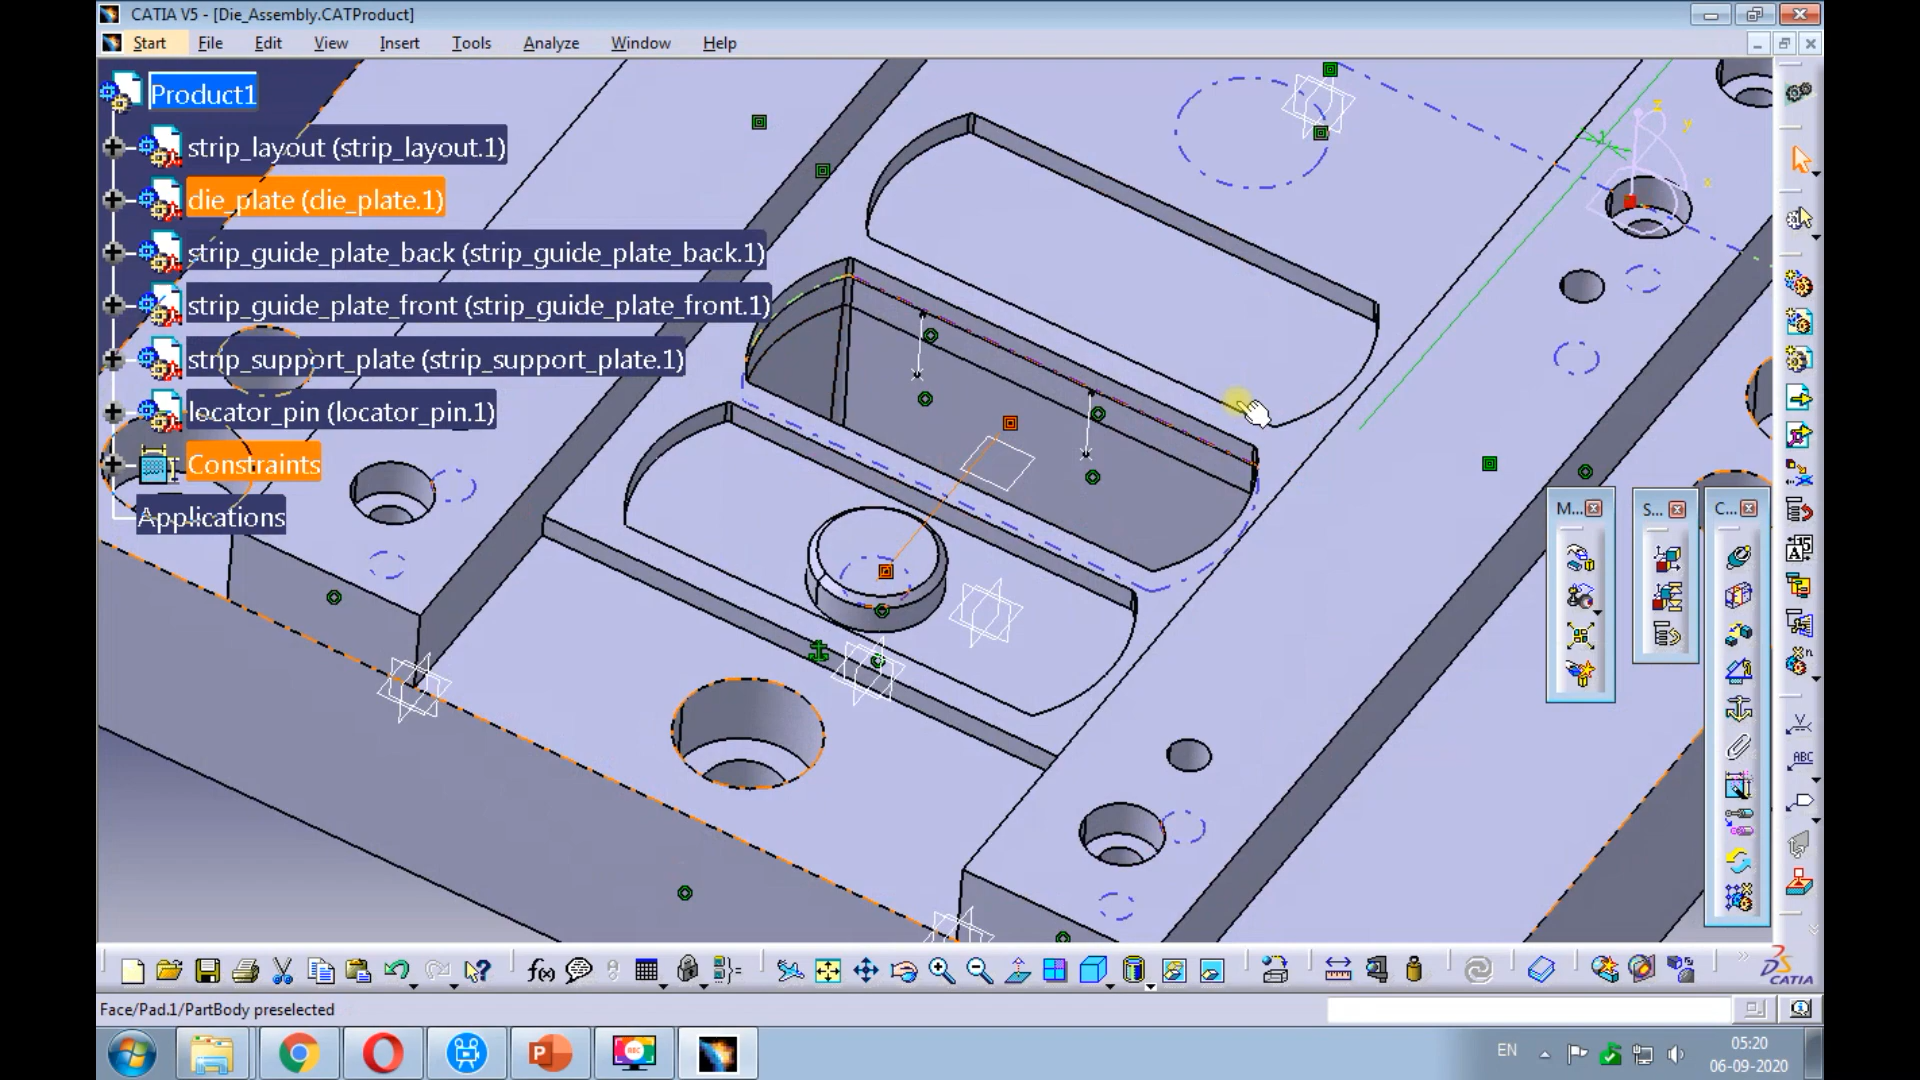 CATIA V5 - [Die_Assembly.CATProduct]
Start File Edit View Insert Tools Analyze Window Help
Product1
strip_layout (strip_layout.1)
die_plate (die_plate.1)
strip_guide_plate_back (strip_guide_plate_back.1)
strip_guide_plate_front (strip_guide_plate_front.1)
strip_support_plate (strip_support_plate.1)
locator_pin (locator_pin.1)
Constraints
Applications
z
y
x
M...
S...
C...
ABC
f(x)
CATIA
Face/Pad.1/PartBody preselected
EN
05:20
06-09-2020